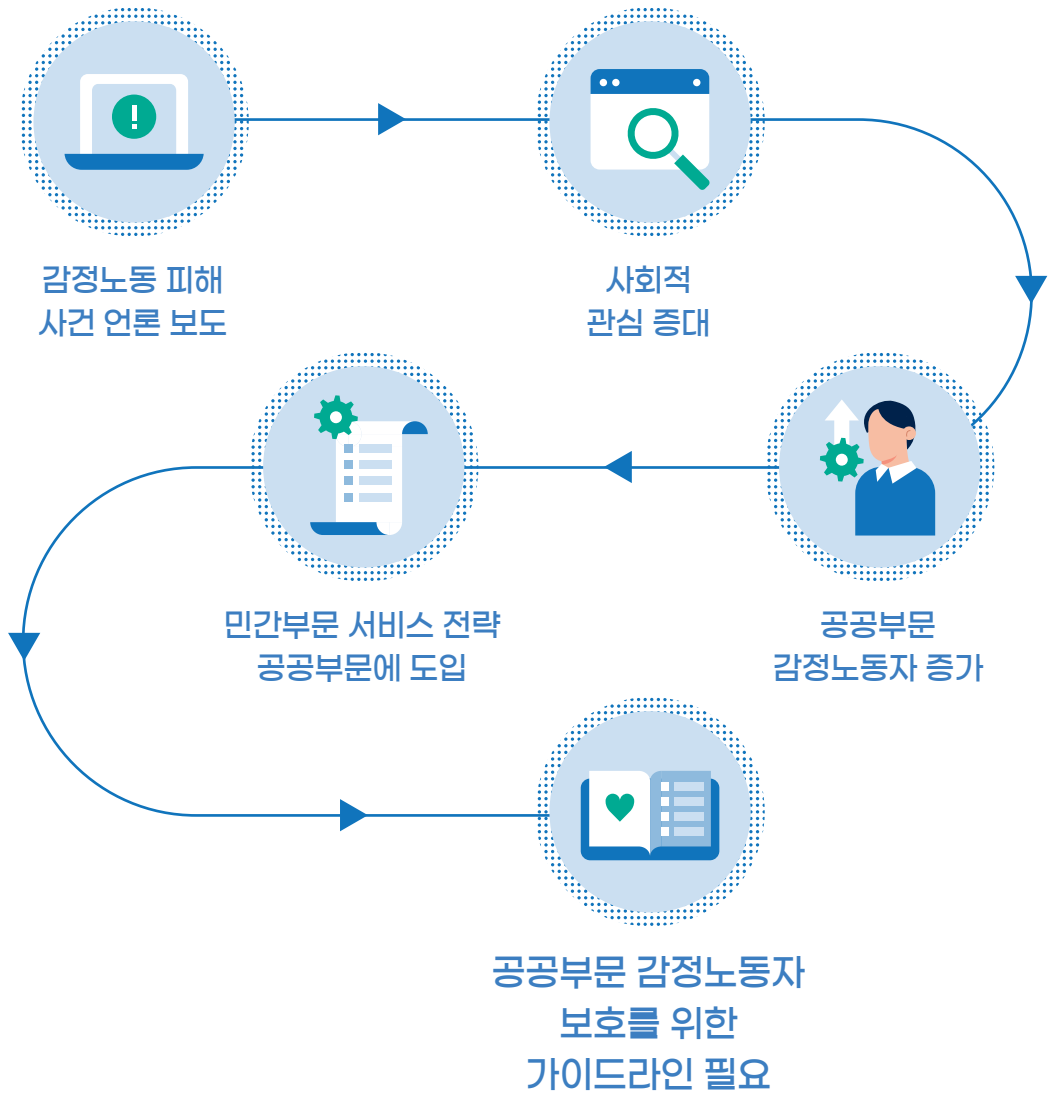 감정노동 피해
사건 언론 보도
사회적
관심 증대
공공부문
감정노동자 증가
민간부문 서비스 전략
공공부문에 도입
공공부문 감정노동자
보호를 위한
가이드라인 필요